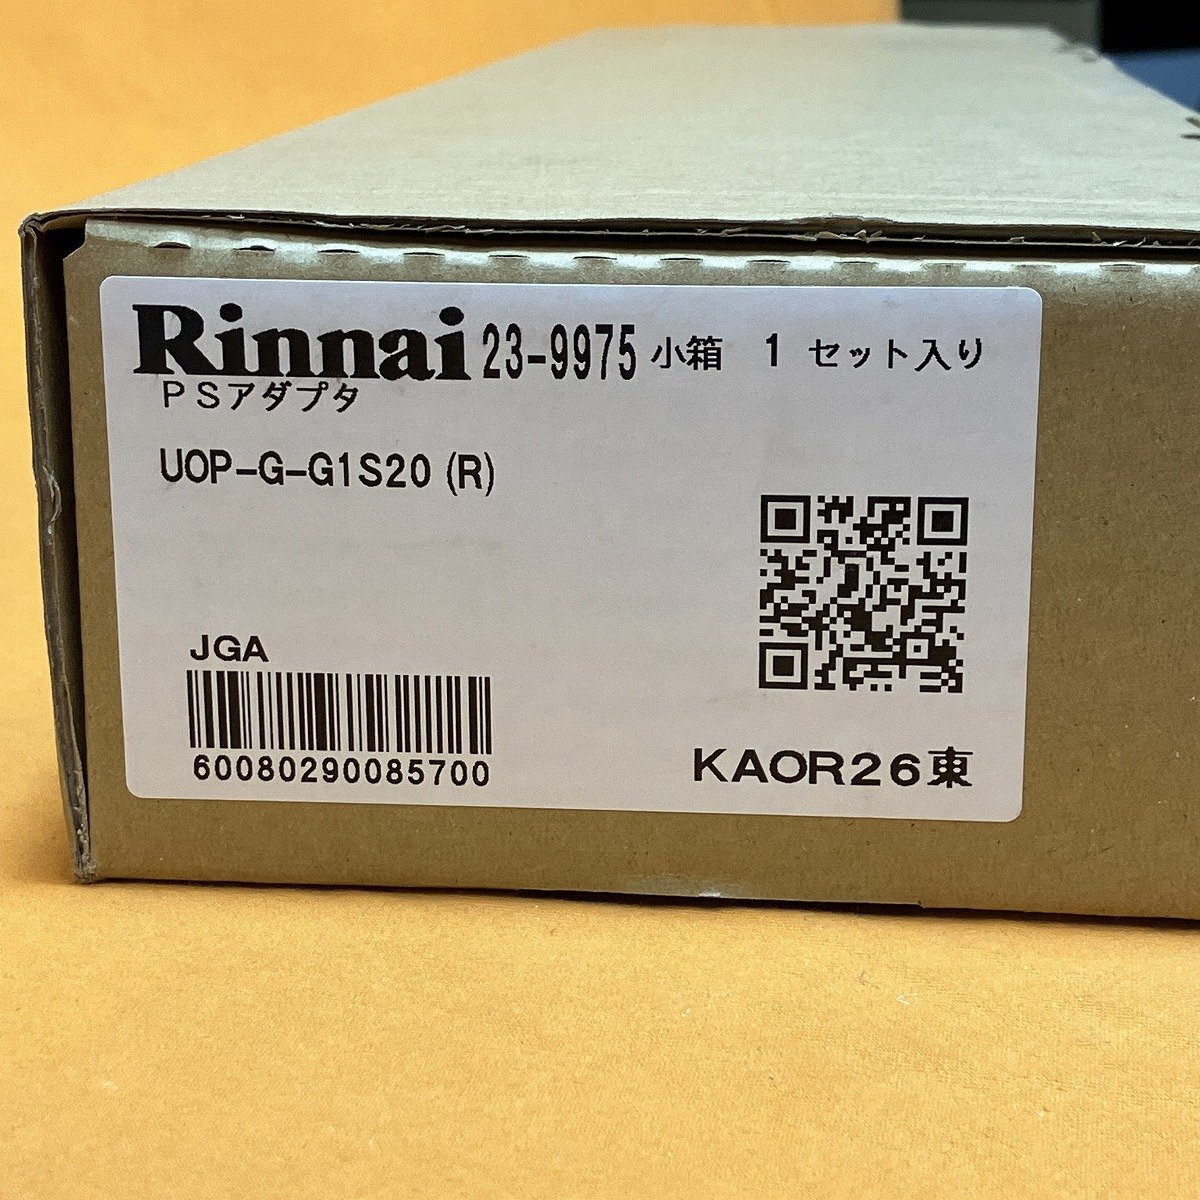 Rinnai 23-9975 小箱 1 セット入り
PSアダプタ
UOP-G-G1S20 (R)
JGA
60080290085700
KAOR26東